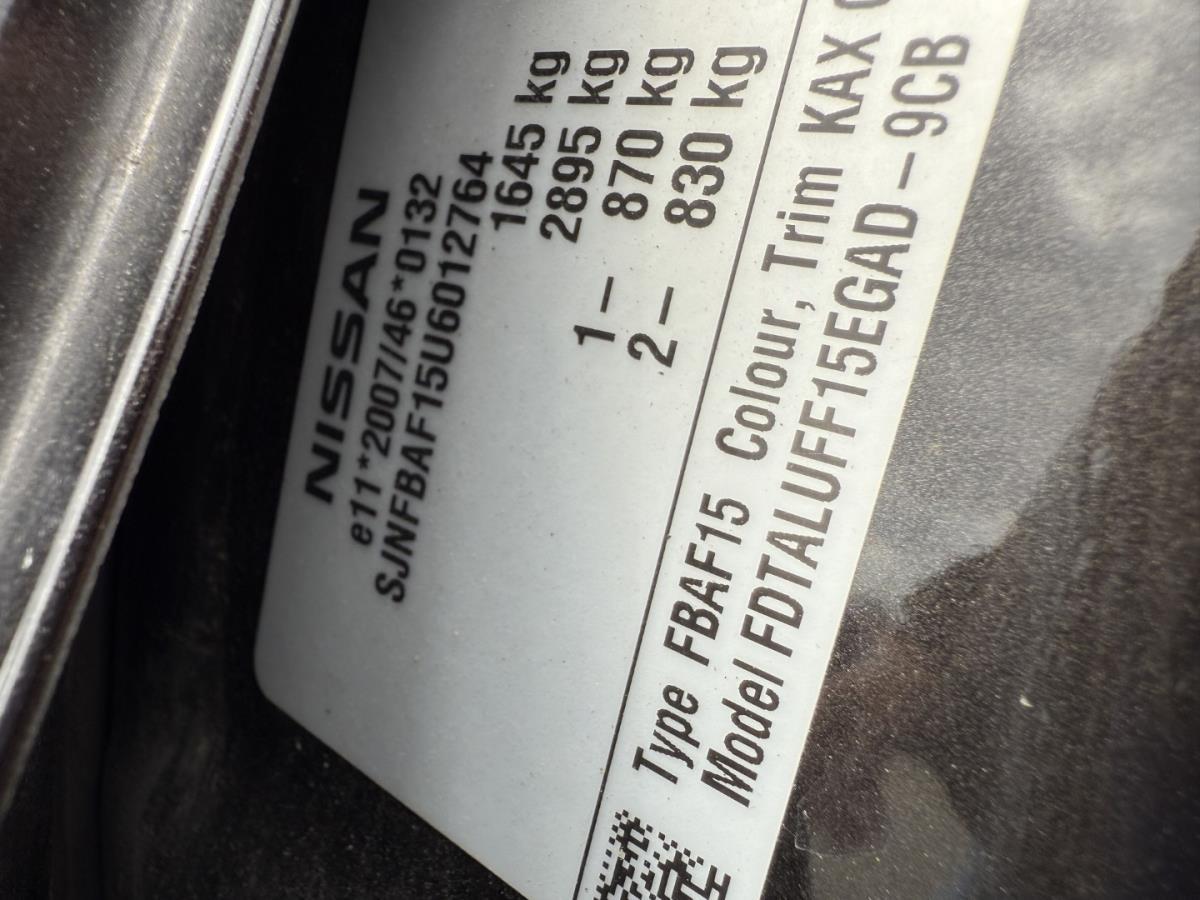 NISSAN
e11*2007/46*0132
SJNFBAF15U6012764
1645 kg
2895 kg
1– 870 kg
2– 830 kg
Type FBAF15 Colour, Trim KAX
Model FDTALUFF15EGAD–9CB